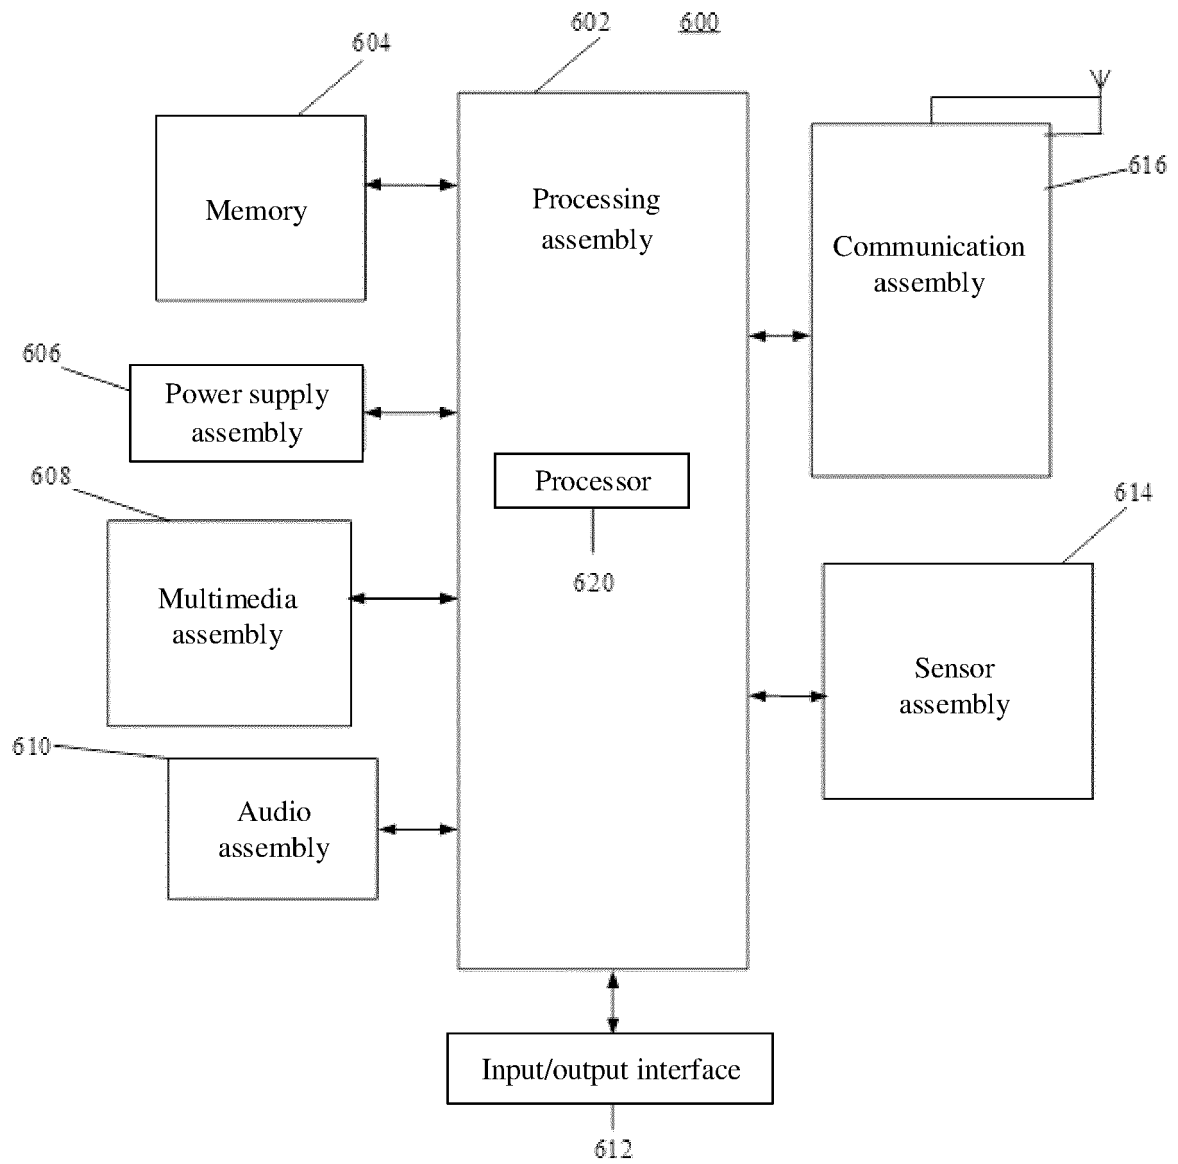 602
600
604
616
Memory
Processing
assembly
Communication
assembly
606
Power supply
assembly
608
Processor
614
620
Multimedia
assembly
Sensor
assembly
610
Audio
assembly
Input/output interface
612